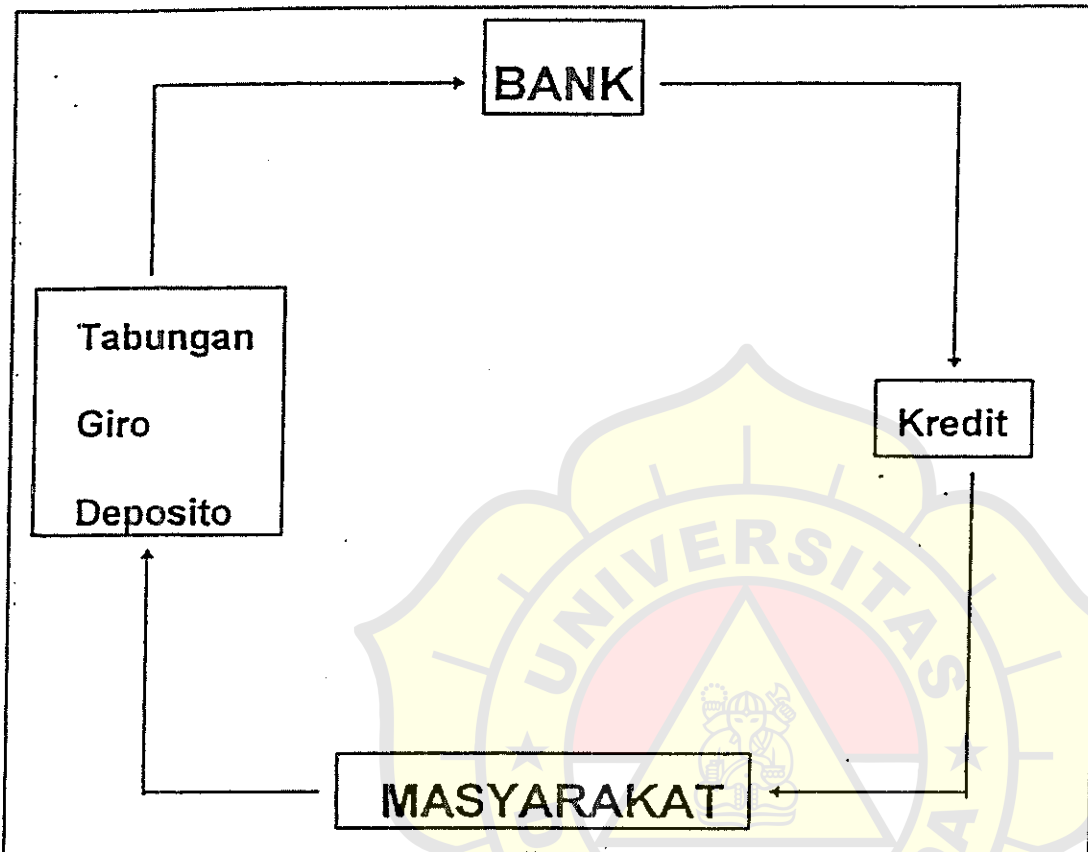 BANK
Tabungan
Giro
Deposito
Kredit
MASYARAKAT
UNIVERSITAS